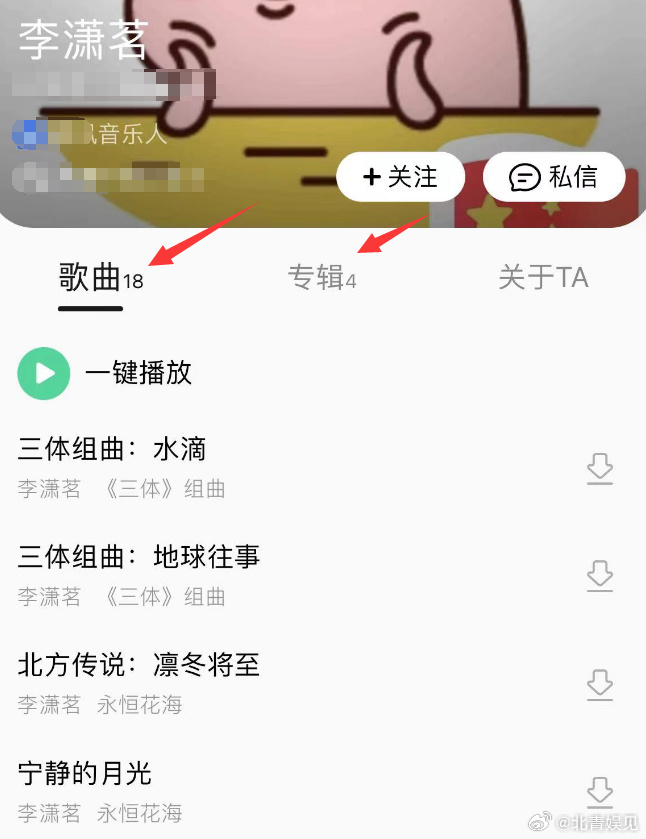 李潇茗
音乐人
+ 关注
私信
歌曲18
专辑4
关于TA
一键播放
三体组曲：水滴
李潇茗 《三体》组曲
三体组曲：地球往事
李潇茗 《三体》组曲
北方传说：凛冬将至
李潇茗 永恒花海
宁静的月光
李潇茗 永恒花海
@北青娱见